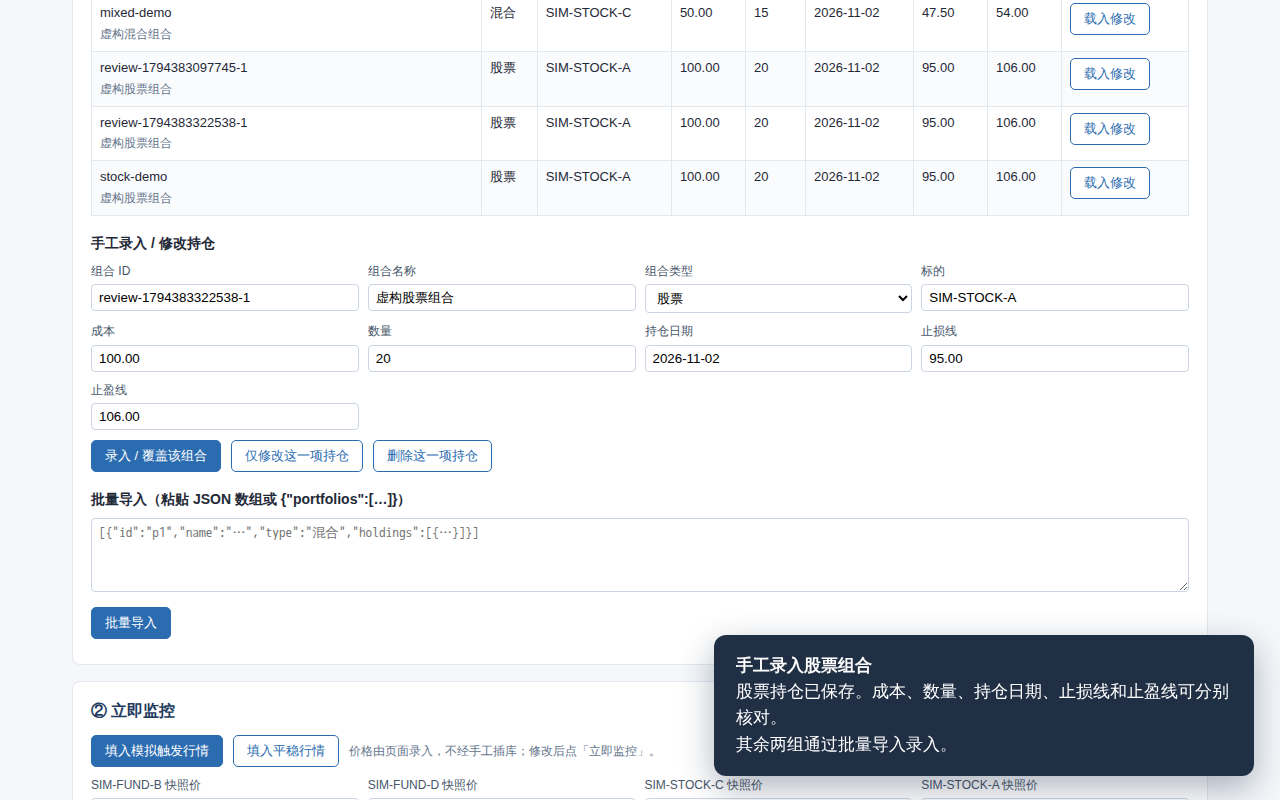 mixed-demo 混合 SIM-STOCK-C 50.00 15 2026-11-02 47.50 54.00 载入修改
虚构混合组合
review-1794383097745-1 股票 SIM-STOCK-A 100.00 20 2026-11-02 95.00 106.00 载入修改
虚构股票组合
review-1794383322538-1 股票 SIM-STOCK-A 100.00 20 2026-11-02 95.00 106.00 载入修改
虚构股票组合
stock-demo 股票 SIM-STOCK-A 100.00 20 2026-11-02 95.00 106.00 载入修改
虚构股票组合
手工录入 / 修改持仓
组合 ID 组合名称 组合类型 标的
review-1794383322538-1 虚构股票组合 股票 SIM-STOCK-A
成本 数量 持仓日期 止损线
100.00 20 2026-11-02 95.00
止盈线
106.00
录入 / 覆盖该组合 仅修改这一项持仓 删除这一项持仓
批量导入（粘贴 JSON 数组或 {"portfolios":[…]}）
[{"id":"p1","name":"…","type":"混合","holdings":[{…}]}]
批量导入
手工录入股票组合
股票持仓已保存。成本、数量、持仓日期、止损线和止盈线可分别
核对。
其余两组通过批量导入录入。
② 立即监控
填入模拟触发行情 填入平稳行情 价格由页面录入，不经手工插库；修改后点「立即监控」。
SIM-FUND-B 快照价 SIM-FUND-D 快照价 SIM-STOCK-C 快照价 SIM-STOCK-A 快照价